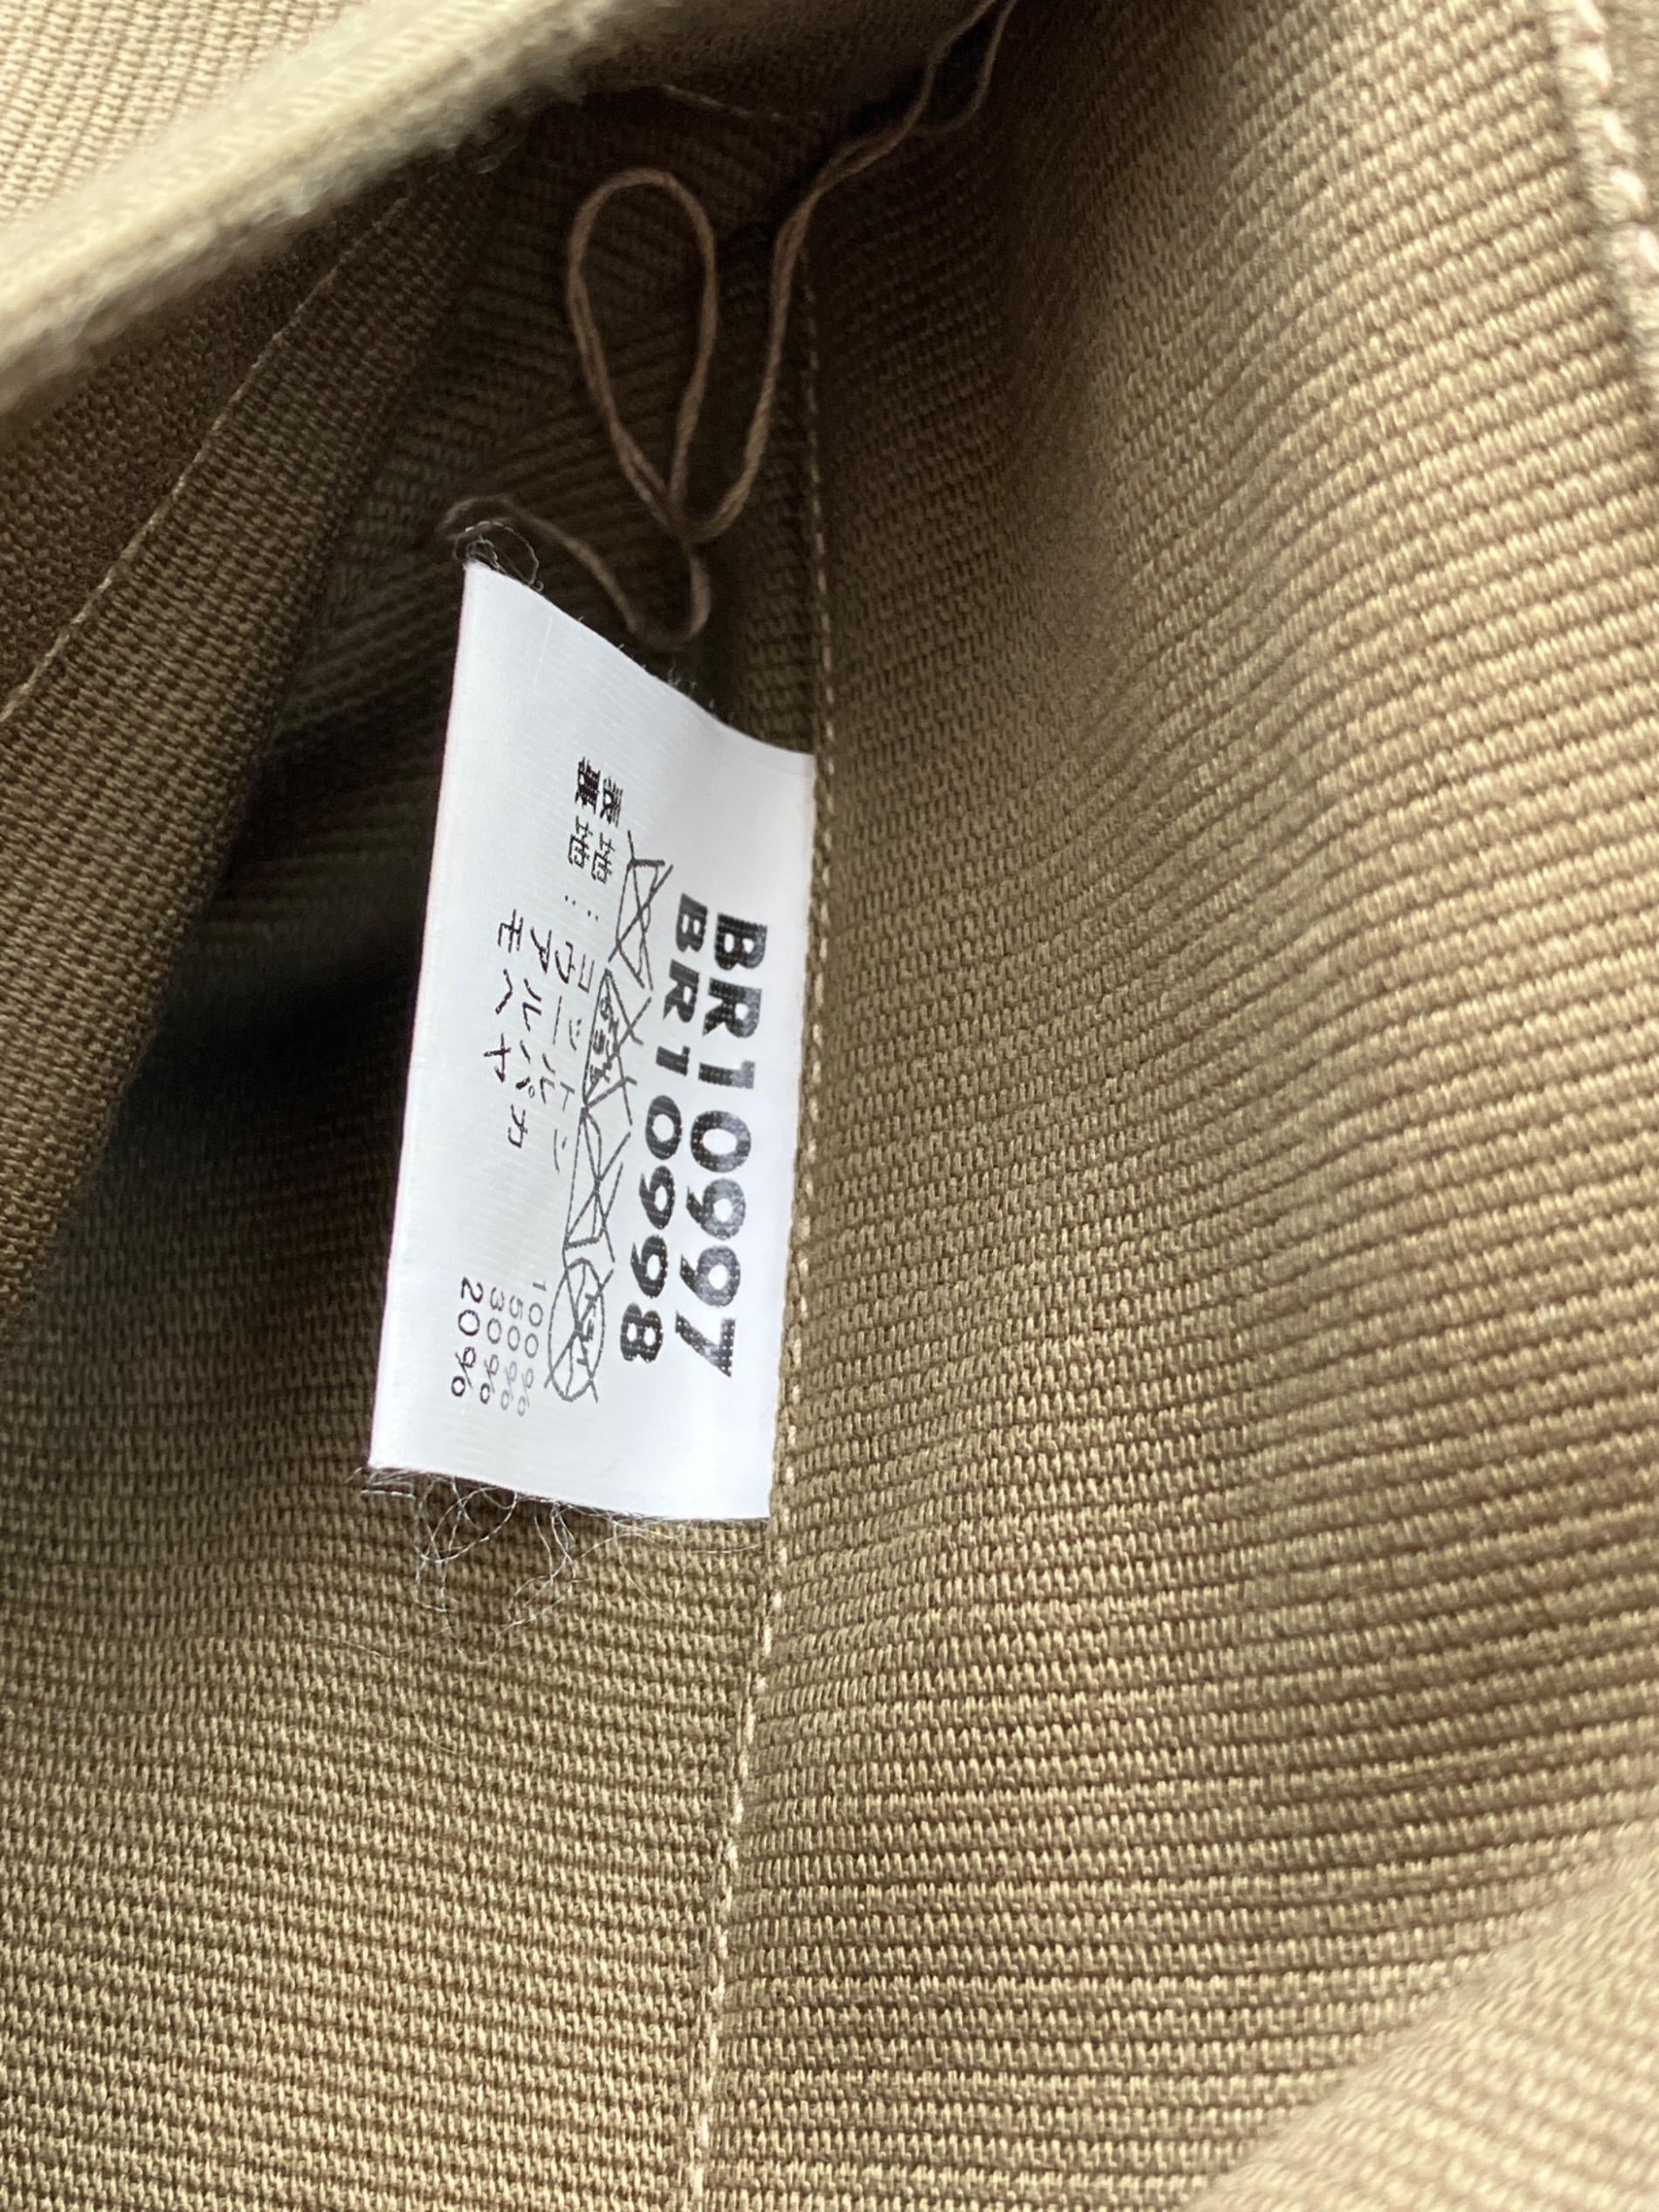 BR10997
BR10998
表地:コットン 100%
裏地:ウール 50%
アルパカ 30%
モヘヤ 20%